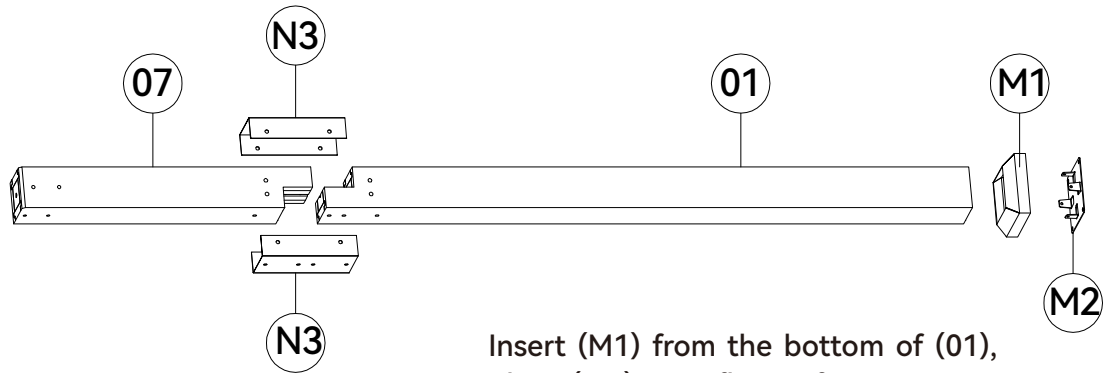 N3
07
01
M1
N3
M2
Insert (M1) from the bottom of (01),